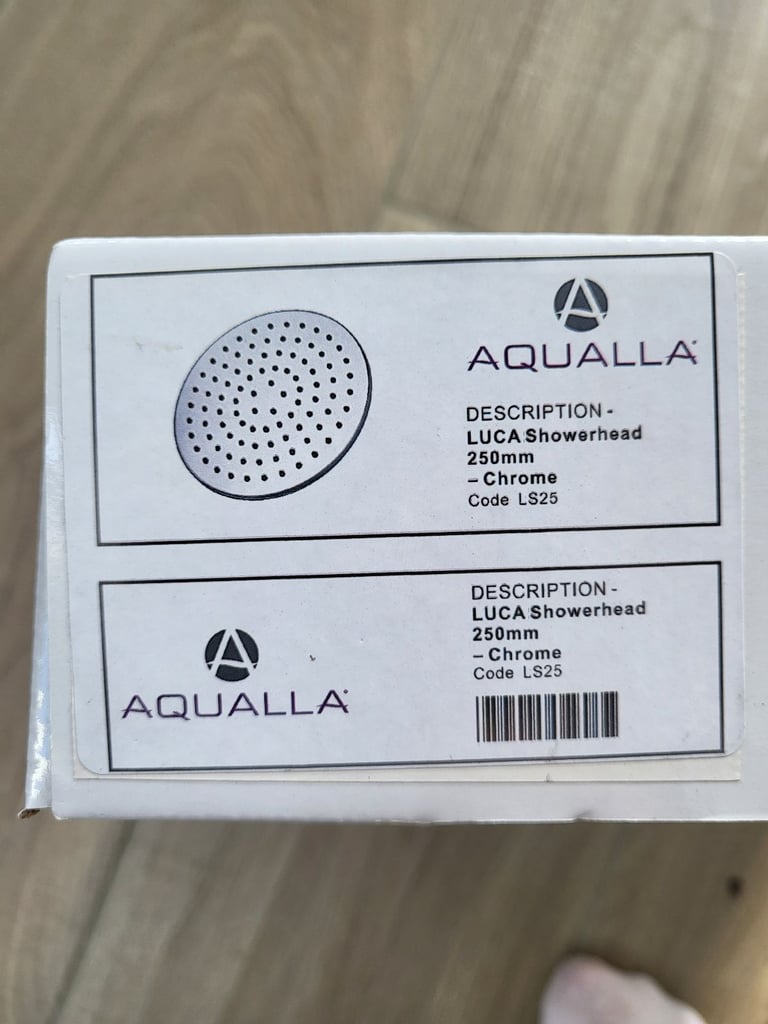 AQUALLA
DESCRIPTION -
LUCA Showerhead
250mm
– Chrome
Code LS25
AQUALLA
DESCRIPTION -
LUCA Showerhead
250mm
– Chrome
Code LS25